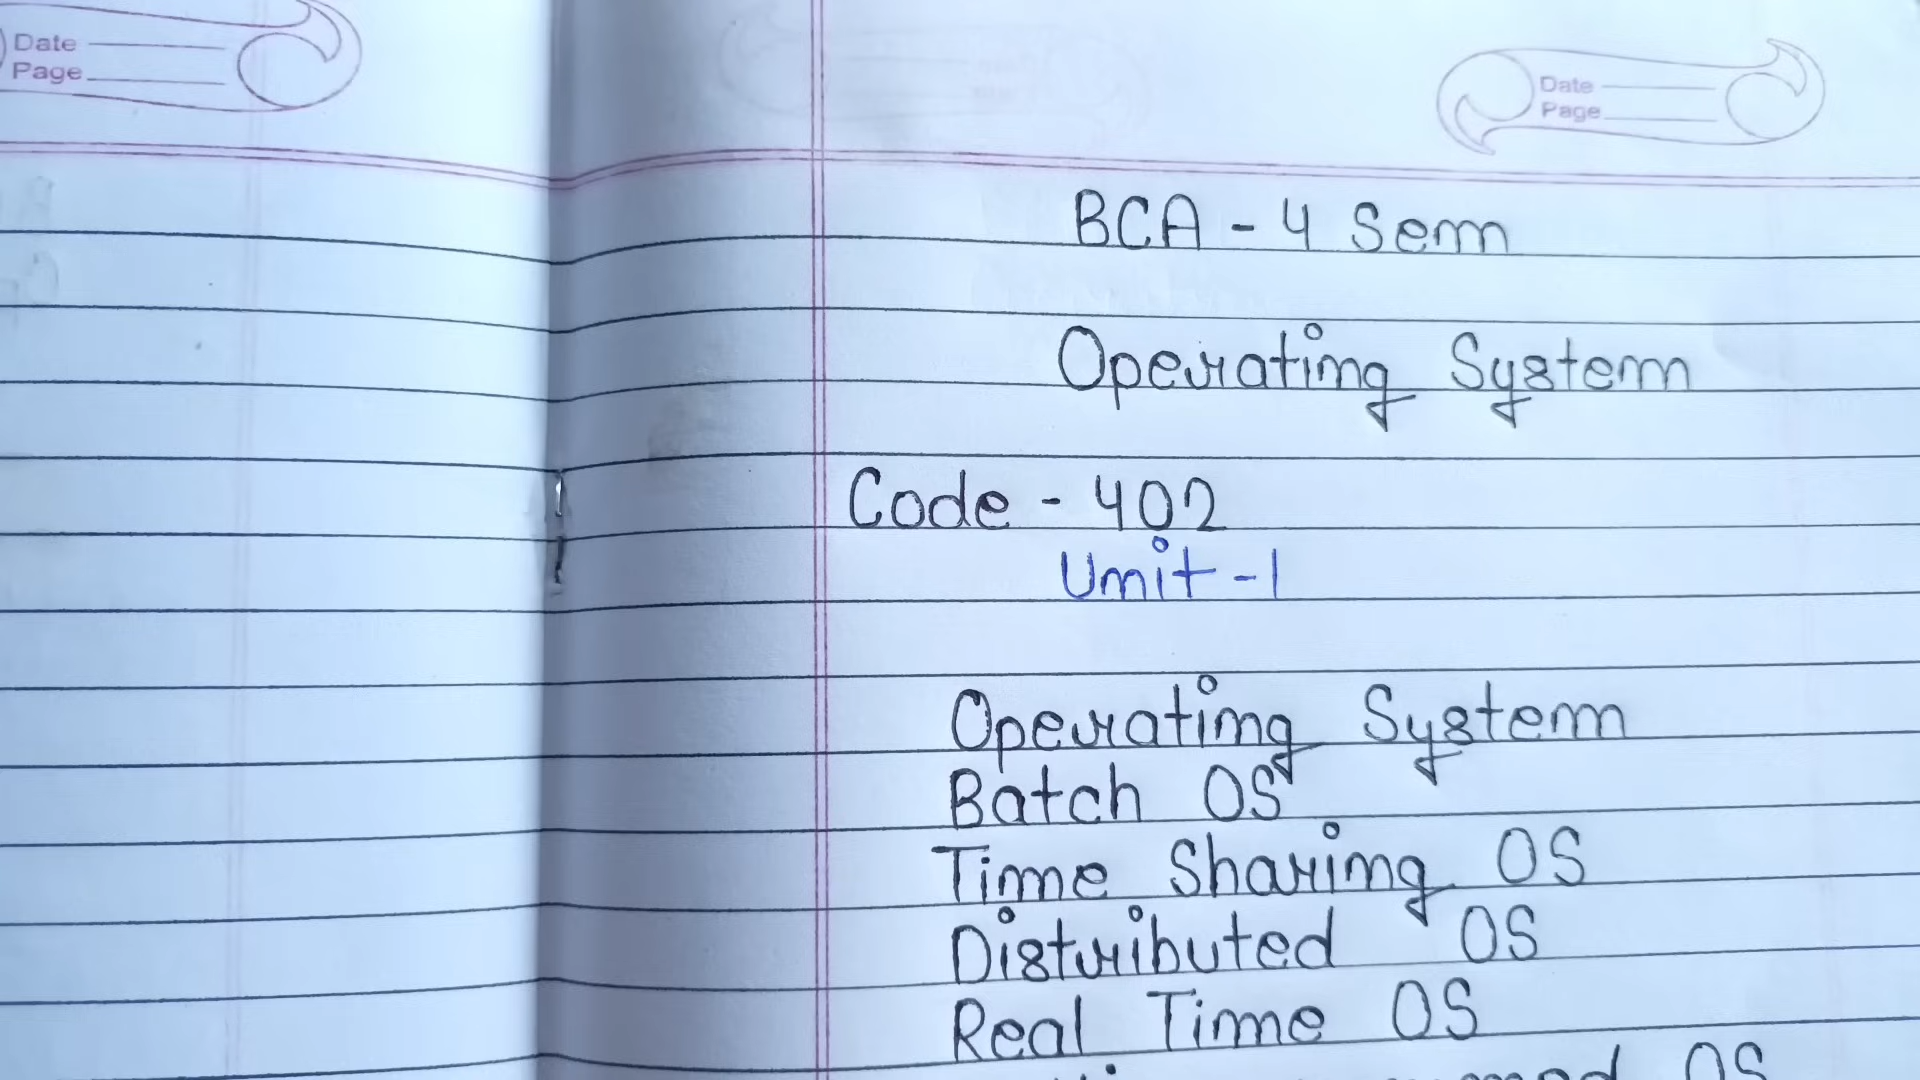 Date
Page
Date
Page
BCA - 4 Sem
Operating System
Code - 402
Unit - 1
Operating System
Batch OS
Time Sharing OS
Distributed OS
Real Time OS
OS